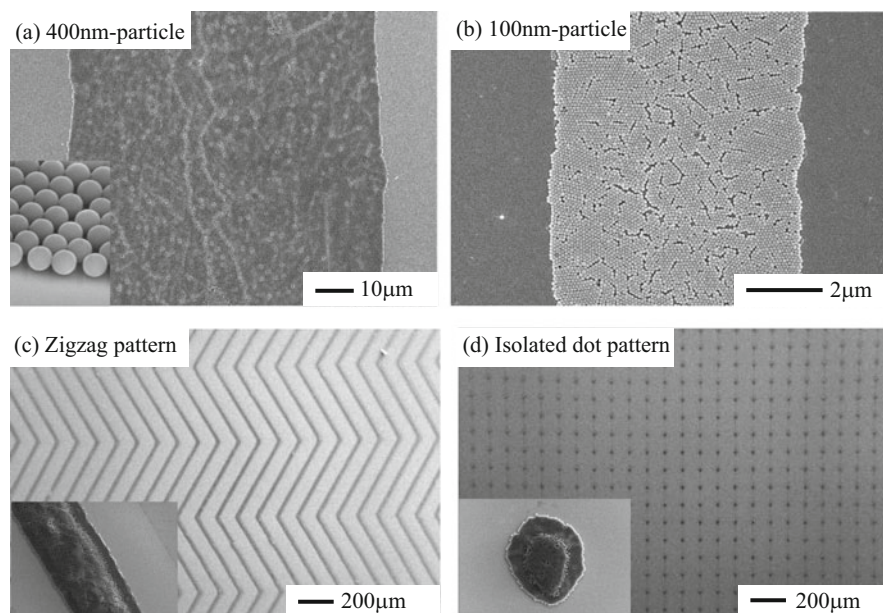 (a) 400nm-particle
(b) 100nm-particle
10μm
2μm
(c) Zigzag pattern
(d) Isolated dot pattern
200μm
200μm